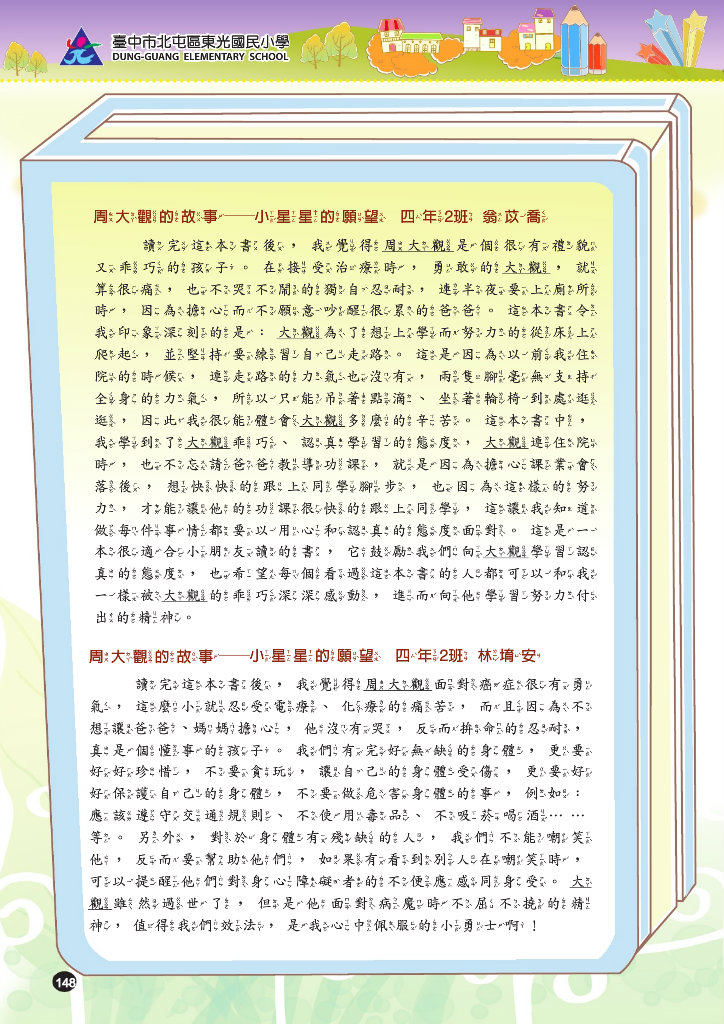 臺中市北屯區東光國民小學
DUNG-GUANG ELEMENTARY SCHOOL
周大觀的故事——小星星的願望 四年2班 翁苡喬
讀完這本書後，我覺得周大觀是個很有禮貌
又乖巧的孩子。在接受治療時，勇敢的大觀，就
算很痛，也不哭不鬧的獨自忍耐，連半夜要上廁所
時，因為擔心而不願意吵醒很累的爸爸。這本書令
我印象深刻的是：大觀為了想上學而努力的從床上
爬起，並堅持要練習自己走路。這是因為以前我住
院的時候，連走路的力氣也沒有，兩隻腳毫無支持
全身的力氣，所以只能吊著點滴、坐著輪椅到處逛
逛，因此我很能體會大觀多麼的辛苦。這本書中，
我學到了大觀乖巧、認真學習的態度，大觀連住院
時，也不忘請爸爸教導功課，就是因為擔心課業會
落後，想快快的跟上同學腳步，也因為這樣的努
力，才能讓他的功課很快的跟上同學，這讓我知道
做每件事情都要以用心和認真的態度面對。這是一
本很適合小朋友讀的書，它鼓勵我們向大觀學習認
真的態度，也希望每個看過這本書的人都可以和我
一樣被大觀的乖巧深深感動，進而向他學習努力付
出的精神。
周大觀的故事——小星星的願望 四年2班 林堉安
讀完這本書後，我覺得周大觀面對癌症很有勇
氣，這麼小就忍受電療、化療的痛苦，而且因為不
想讓爸爸、媽媽擔心，他沒有哭，反而拚命的忍耐，
真是個懂事的孩子。我們有完好無缺的身體，更要
好好珍惜，不要貪玩，讓自己的身體受傷，更要好
好保護自己的身體，不要做危害身體的事，例如：
應該遵守交通規則、不使用毒品、不吸菸喝酒……
等。另外，對於身體有殘缺的人，我們不能嘲笑
他，反而要幫助他們，如果有看到別人在嘲笑時，
可以提醒他們對身心障礙者的不便應感同身受。大
觀雖然過世了，但是他面對病魔時不屈不撓的精
神，值得我們效法，是我心中佩服的小勇士啊！
148